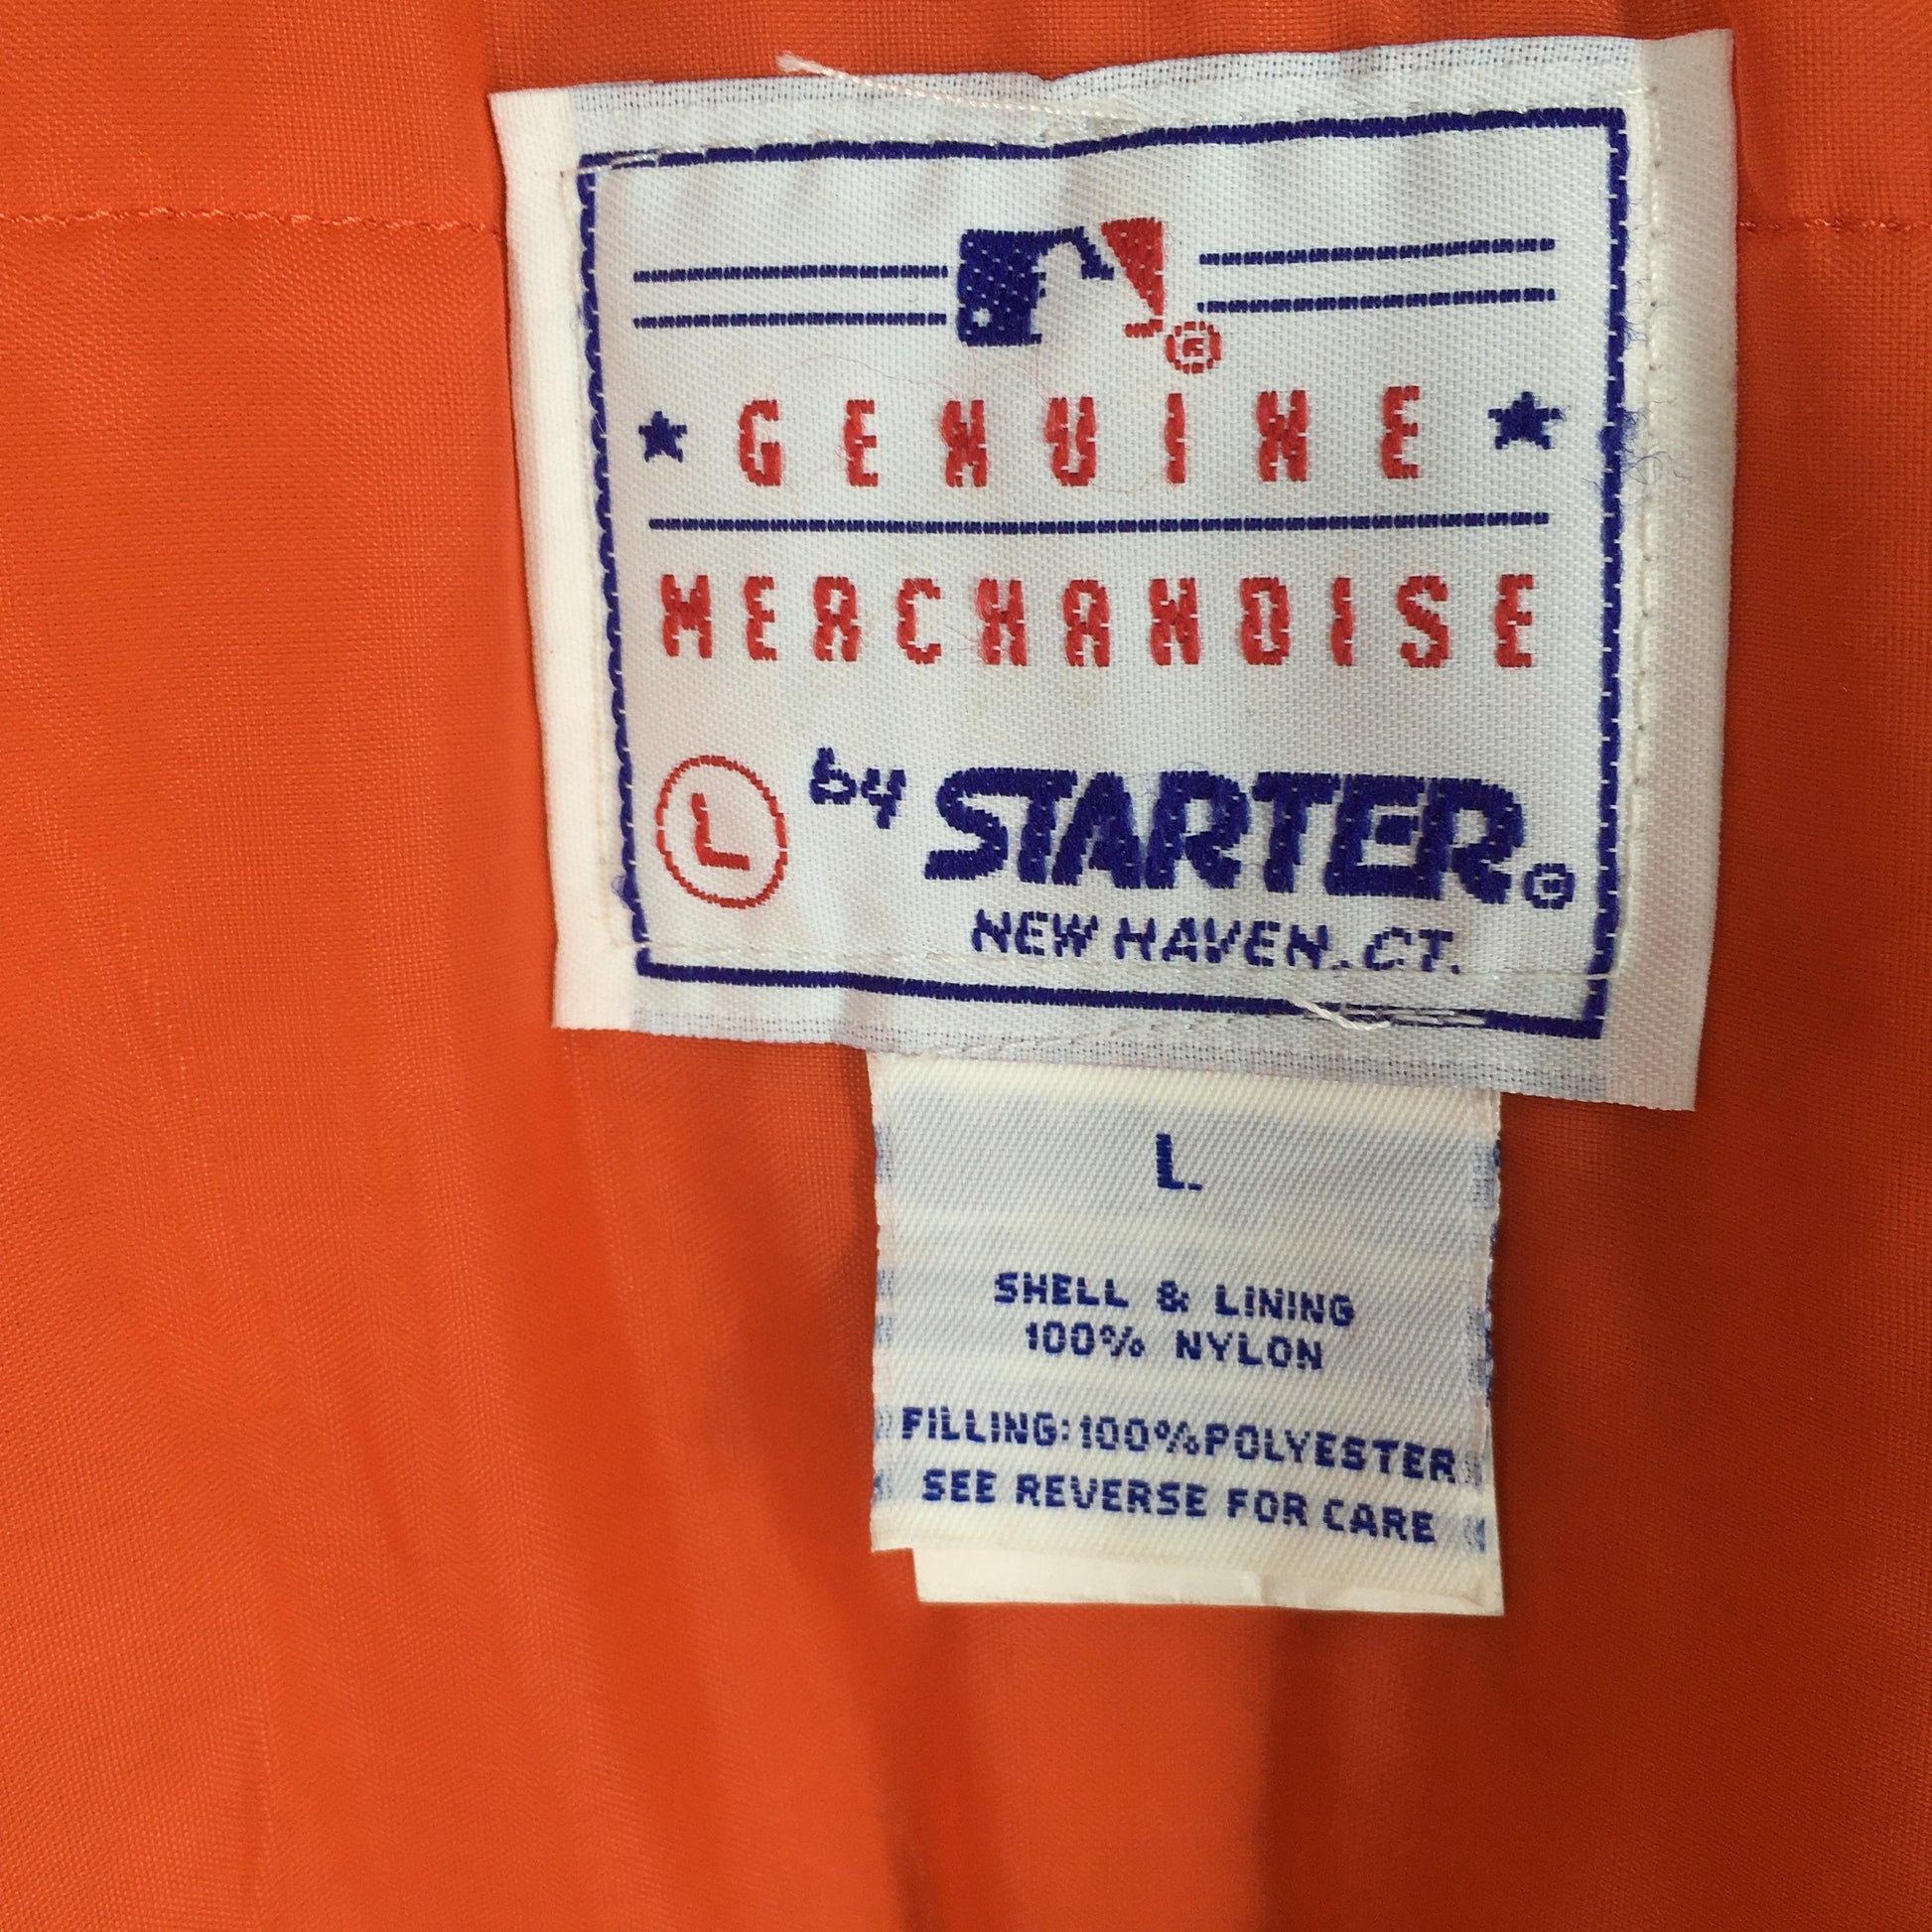 GENUINE
MERCHANDISE
L by STARTER®
NEW HAVEN, CT.
L
SHELL & LINING
100% NYLON
FILLING: 100% POLYESTER
SEE REVERSE FOR CARE